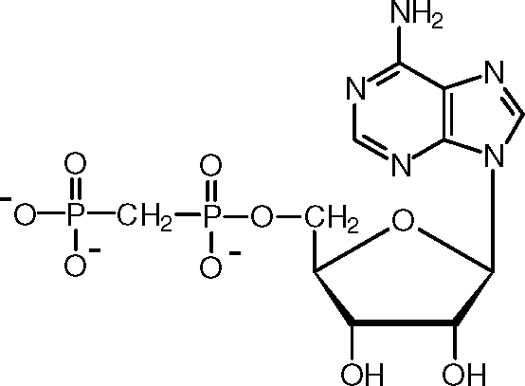 NH2
N N
N N
O O
-O P CH2 P O CH2 O
O- O-
OH OH